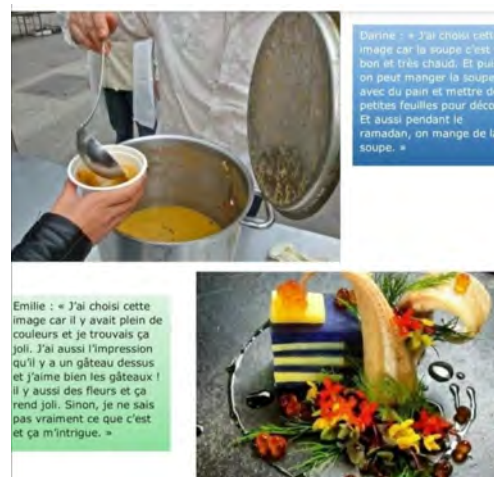 Darine : « J'ai choisi cette
image car la soupe c'est
bon et très chaud. Et puis
on peut manger la soupe
avec du pain et mettre de
petites feuilles pour déco
Et aussi pendant le
ramadan, on mange de la
soupe. »
Emilie : « J'ai choisi cette
image car il y avait plein de
couleurs et je trouvais ça
joli. J'ai aussi l'impression
qu'il y a un gâteau dessus
et j'aime bien les gâteaux !
il y aussi des fleurs et ça
rend joli. Sinon, je ne sais
pas vraiment ce que c'est
et ça m'intrigue. »